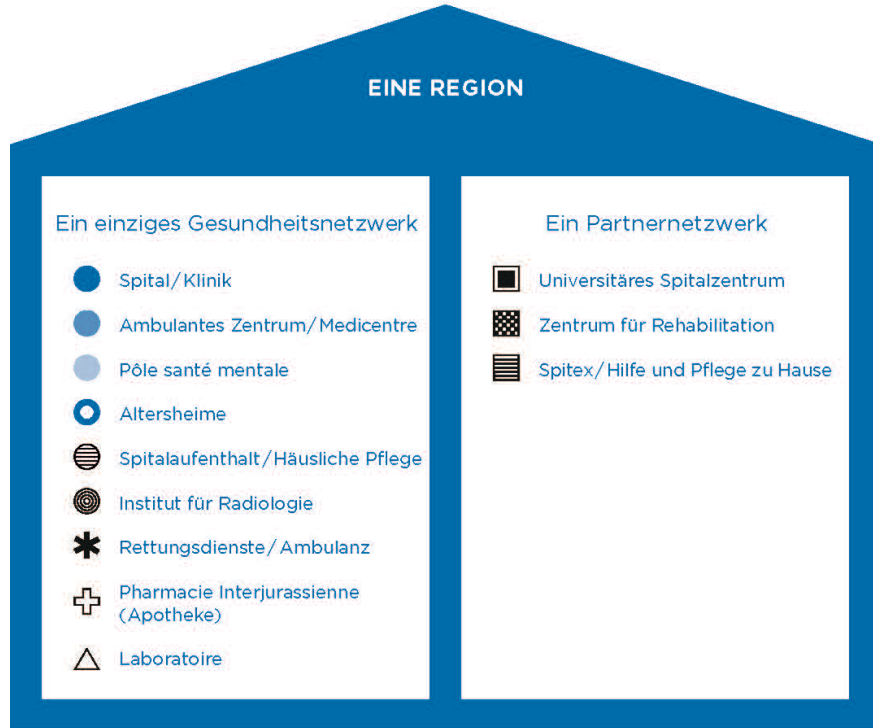 EINE REGION
Ein einziges Gesundheitsnetzwerk
Spital/Klinik
Ambulantes Zentrum/Medicentre
Pôle santé mentale
Altersheime
Spitalaufenthalt/Häusliche Pflege
Institut für Radiologie
Rettungsdienste/Ambulanz
Pharmacie Interjurassienne
(Apotheke)
Laboratoire
Ein Partnernetzwerk
Universitäres Spitalzentrum
Zentrum für Rehabilitation
Spitex/Hilfe und Pflege zu Hause